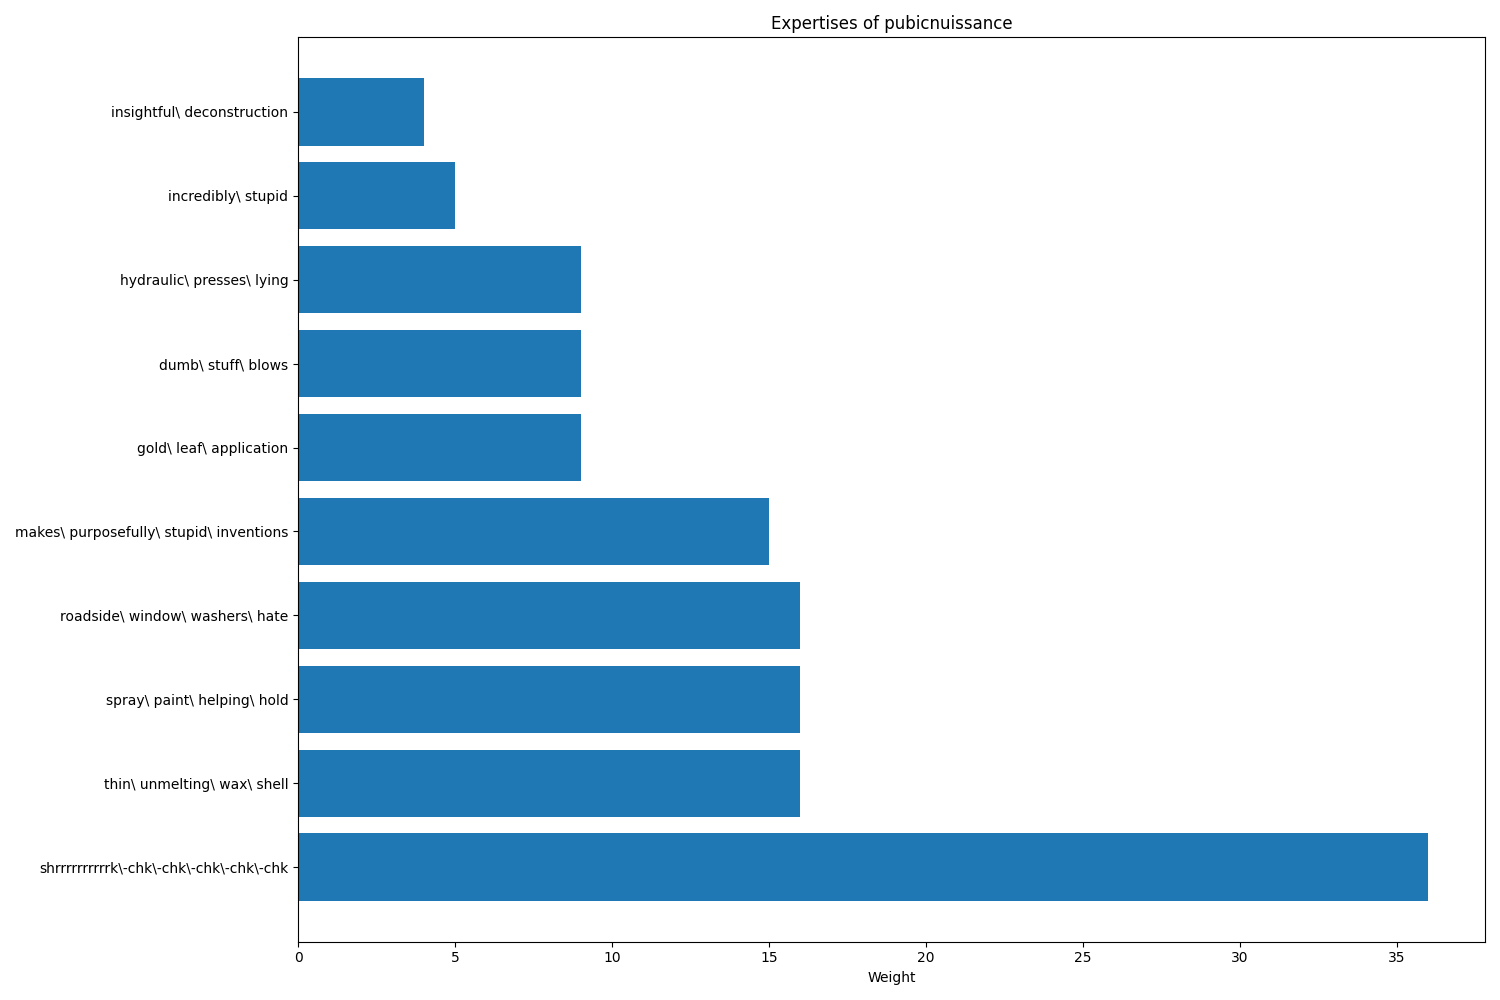 Expertises of pubicnuissance
insightful\ deconstruction
incredibly\ stupid
hydraulic\ presses\ lying
dumb\ stuff\ blows
gold\ leaf\ application
makes\ purposefully\ stupid\ inventions
roadside\ window\ washers\ hate
spray\ paint\ helping\ hold
thin\ unmelting\ wax\ shell
shrrrrrrrrrrk\-chk\-chk\-chk\-chk\-chk
0 5 10 15 20 25 30 35
Weight